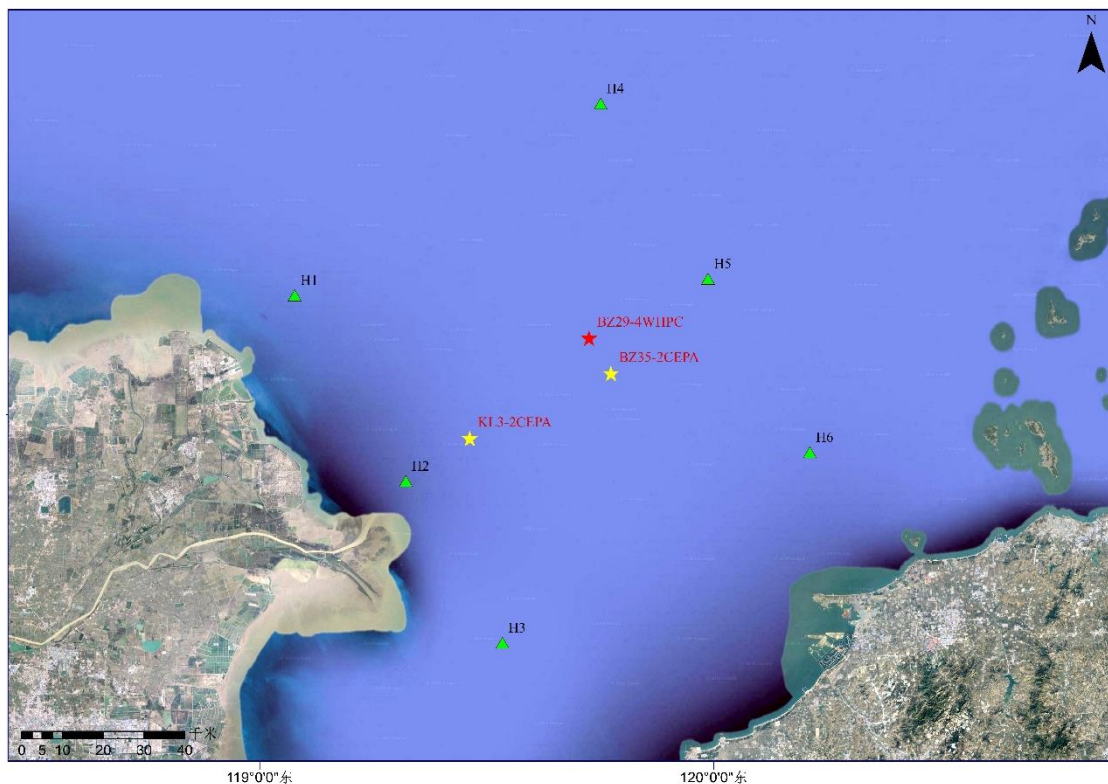 N
H4
H5
H1
BZ29-4WHPC
BZ35-2CEPA
KL3-2CEPA
H6
H2
H3
千米
0 5 10 20 30 40
119°0'0"东
120°0'0"东